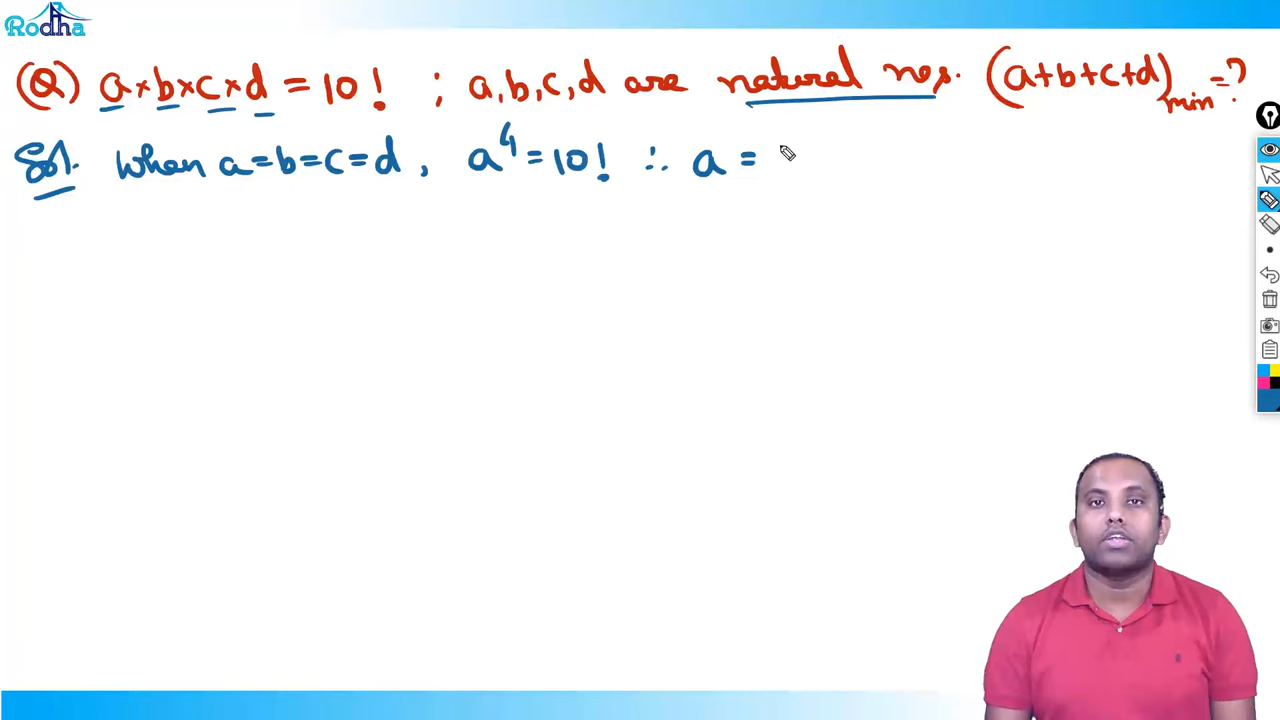 Rodha
(Q) a×b×c×d = 10! ; a,b,c,d are natural nos. (a+b+c+d)min = ?
Sol. When a=b=c=d, a⁴ = 10! ∴ a =